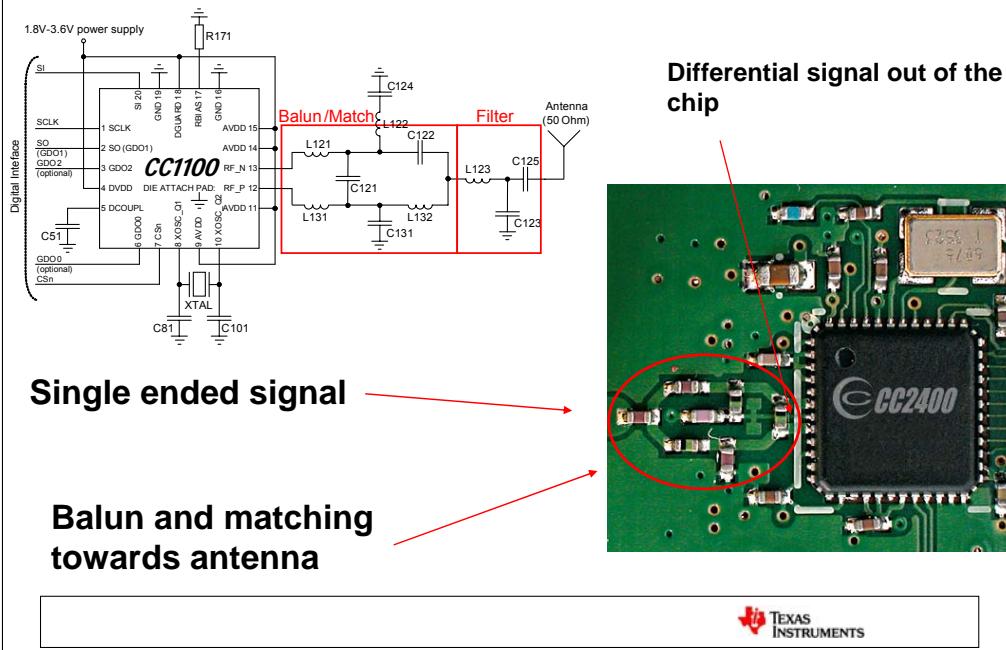 1.8V-3.6V power supply
R171
SI
SCLK
SO
(GDO1)
GDO2
(optional)
Digital Inteface
C51
GDO0
(optional)
CSn
SI 20
GND 19
DGUARD 18
RBIAS 17
GND 16
1 SCLK
2 SO (GDO1)
3 GDO2
4 DVDD
5 DCOUPL
CC1100
DIE ATTACH PAD:
AVDD 15
AVDD 14
RF_N 13
RF_P 12
AVDD 11
6 GDO0
7 CSn
8 XOSC_Q1
9 AVDD
10 XOSC_Q2
XTAL
C81
C101
Balun/Match
Filter
C124
L122
L121
C122
C121
L131
L132
C131
L123
C125
C123
Antenna
(50 Ohm)
Differential signal out of the
chip
CC2400
Single ended signal
Balun and matching
towards antenna
TEXAS
INSTRUMENTS